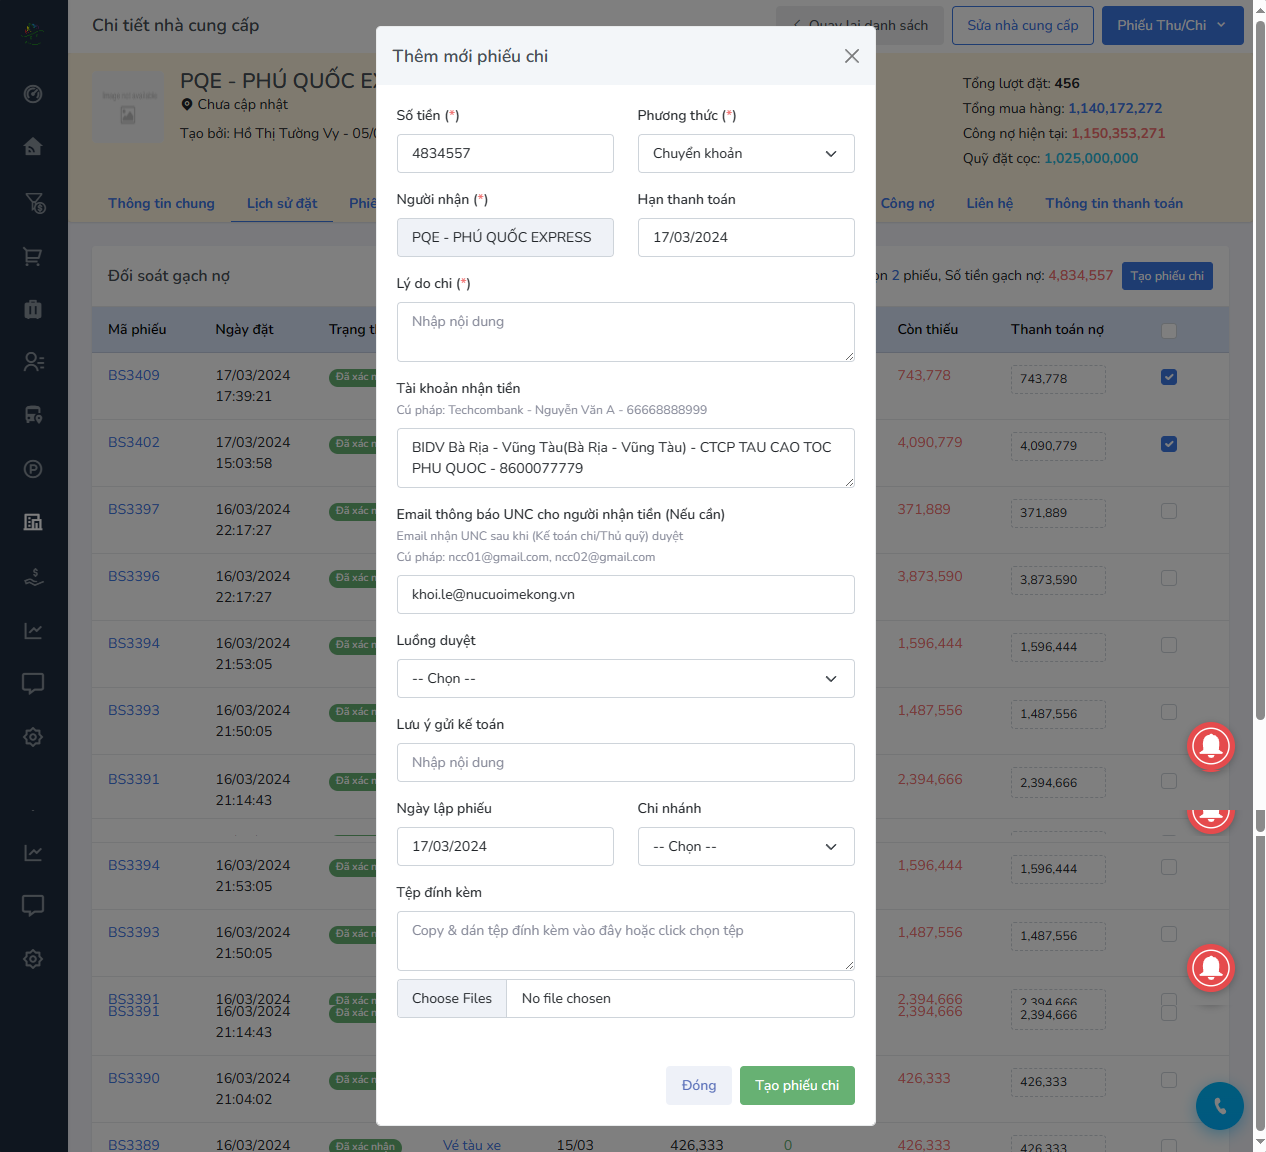 Chi tiết nhà cung cấp
Quay lại danh sách
Sửa nhà cung cấp
Phiếu Thu/Chi
PQE - PHÚ QUỐC EX
Chưa cập nhật
Tạo bởi: Hồ Thị Tường Vy - 05/0
Tổng lượt đặt: 456
Tổng mua hàng: 1,140,172,272
Công nợ hiện tại: 1,150,353,271
Quỹ đặt cọc: 1,025,000,000
Thông tin chung
Lịch sử đặt
Phiế
Công nợ
Liên hệ
Thông tin thanh toán
Đối soát gạch nợ
ọn 2 phiếu, Số tiền gạch nợ: 4,834,557
Tạo phiếu chi
Mã phiếu Ngày đặt Trạng th Còn thiếu Thanh toán nợ
BS3409 17/03/2024 17:39:21 Đã xác n 743,778 743,778
BS3402 17/03/2024 15:03:58 Đã xác n 4,090,779 4,090,779
BS3397 16/03/2024 22:17:27 Đã xác n 371,889 371,889
BS3396 16/03/2024 22:17:27 Đã xác n 3,873,590 3,873,590
BS3394 16/03/2024 21:53:05 Đã xác n 1,596,444 1,596,444
BS3393 16/03/2024 21:50:05 Đã xác n 1,487,556 1,487,556
BS3391 16/03/2024 21:14:43 Đã xác n 2,394,666 2,394,666
BS3394 16/03/2024 21:53:05 Đã xác n 1,596,444 1,596,444
BS3393 16/03/2024 21:50:05 Đã xác n 1,487,556 1,487,556
BS3391 16/03/2024 Đã xác n 2,394,666 2,394,666
BS3391 16/03/2024 21:14:43 Đã xác n 2,394,666 2,394,666
BS3390 16/03/2024 21:04:02 Đã xác n 426,333 426,333
BS3389 16/03/2024 Đã xác nhận Vé tàu xe 15/03 426,333 0 426,333 426,333
Thêm mới phiếu chi
Số tiền (*)
4834557
Phương thức (*)
Chuyển khoản
Người nhận (*)
PQE - PHÚ QUỐC EXPRESS
Hạn thanh toán
17/03/2024
Lý do chi (*)
Nhập nội dung
Tài khoản nhận tiền
Cú pháp: Techcombank - Nguyễn Văn A - 66668888999
BIDV Bà Rịa - Vũng Tàu(Bà Rịa - Vũng Tàu) - CTCP TAU CAO TOC
PHU QUOC - 8600077779
Email thông báo UNC cho người nhận tiền (Nếu cần)
Email nhận UNC sau khi (Kế toán chi/Thủ quỹ) duyệt
Cú pháp: ncc01@gmail.com, ncc02@gmail.com
khoi.le@nucuoimekong.vn
Luồng duyệt
-- Chọn --
Lưu ý gửi kế toán
Nhập nội dung
Ngày lập phiếu
17/03/2024
Chi nhánh
-- Chọn --
Tệp đính kèm
Copy & dán tệp đính kèm vào đây hoặc click chọn tệp
Choose Files
No file chosen
Đóng
Tạo phiếu chi